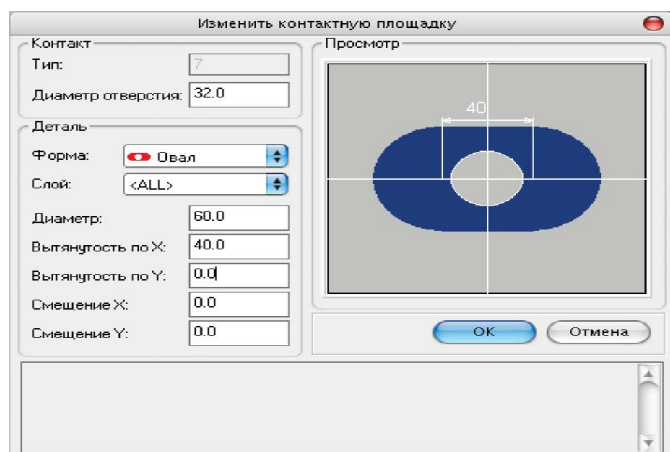 Изменить контактную площадку
Контакт
Тип: 7
Диаметр отверстия: 32.0
Деталь
Форма: Овал
Слой: <ALL>
Диаметр: 60.0
Вытянутость по X: 40.0
Вытянутость по Y: 0.0
Смещение X: 0.0
Смещение Y: 0.0
Просмотр
40
OK Отмена